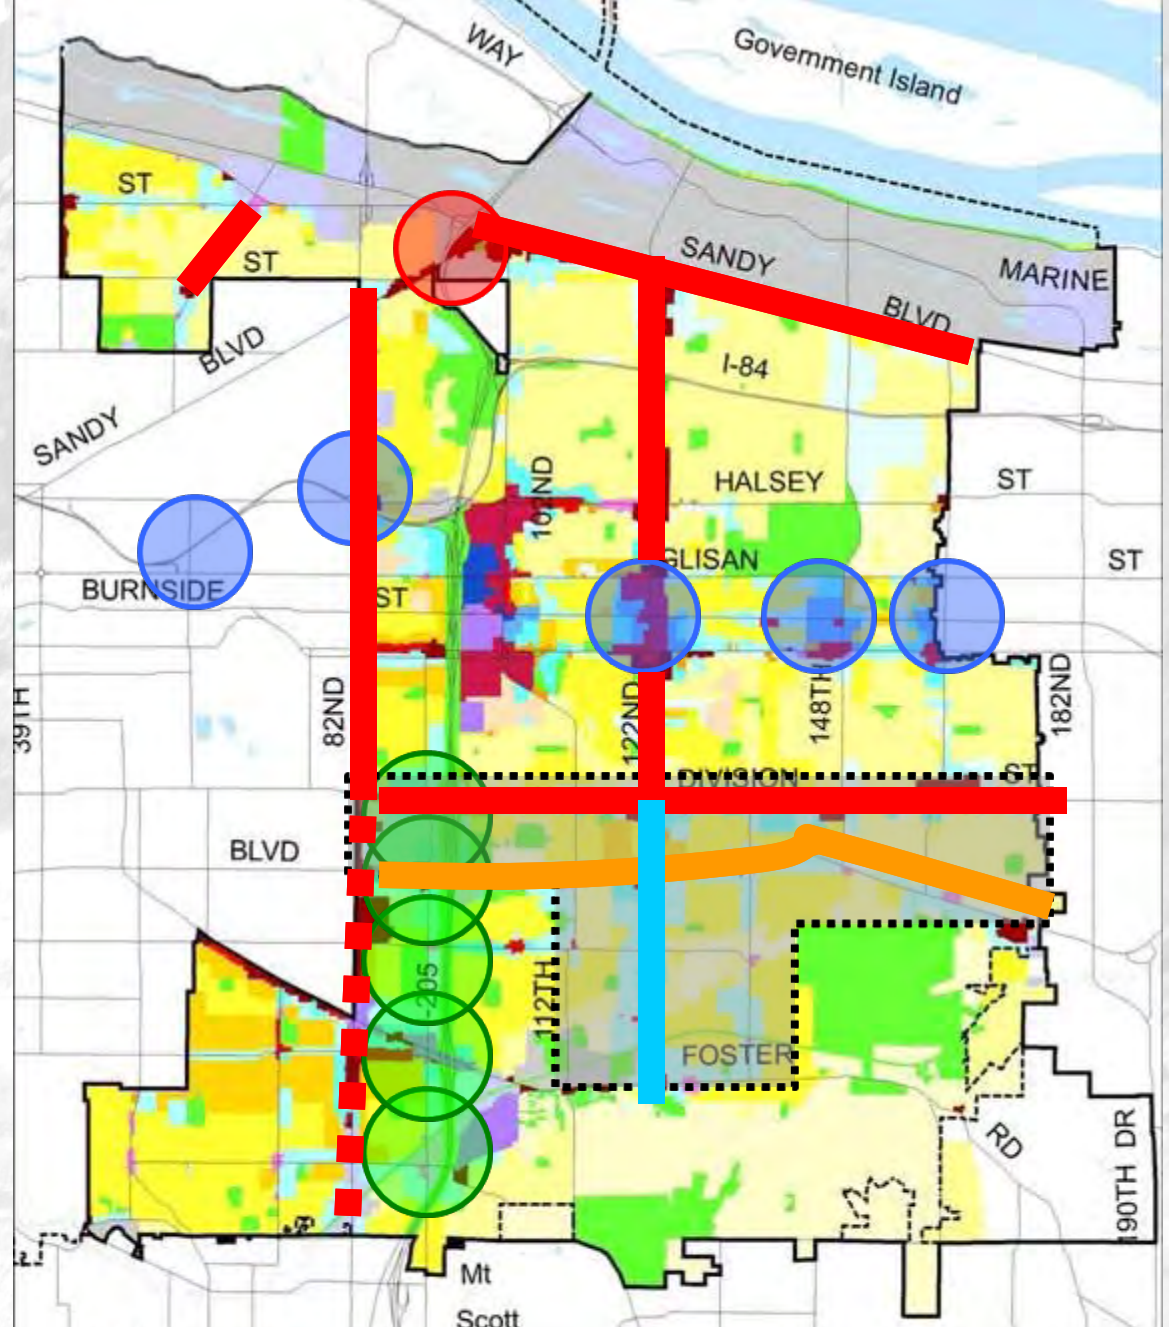 WAY
Government Island
ST
ST
SANDY
MARINE
BLVD
BLVD
I-84
SANDY
102ND
HALSEY
ST
GLISAN
ST
BURNSIDE
ST
39TH
82ND
122ND
148TH
182ND
DIVISION
ST
BLVD
-205
112TH
FOSTER
RD
190TH DR
Mt
Scott